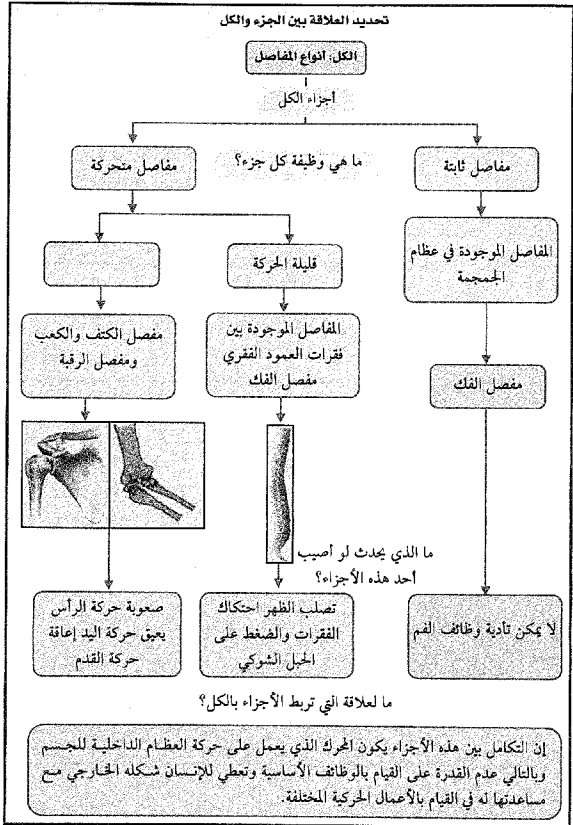 تحديد العلاقة بين الجزء والكل
الكل: أنواع المفاصل
أجزاء الكل
ما هي وظيفة كل جزء؟
مفاصل ثابتة
مفاصل متحركة
المفاصل الموجودة في عظام
الجمجمة
قليلة الحركة
مفصل الفك
المفاصل الموجودة بين
فقرات العمود الفقري
مفصل الفك
مفصل الكتف والكعب
ومفصل الرقبة
ما الذي يحدث لو أصيب
أحد هذه الأجزاء؟
لا يمكن تأدية وظائف الفم
تصلب الظهر احتكاك
الفقرات والضغط على
الحبل الشوكي
صعوبة حركة الرأس
يعيق حركة اليد إعاقة
حركة القدم
ما لعلاقة التي تربط الأجزاء بالكل؟
إن التكامل بين هذه الأجزاء يكون المحرك الذي يعمل على حركة العظام الداخلية للجسم
وبالتالي عدم القدرة على القيام بالوظائف الأساسية وتعطي للإنسان شكله الخارجي مع
مساعدتها له في القيام بالأعمال الحركية المختلفة.